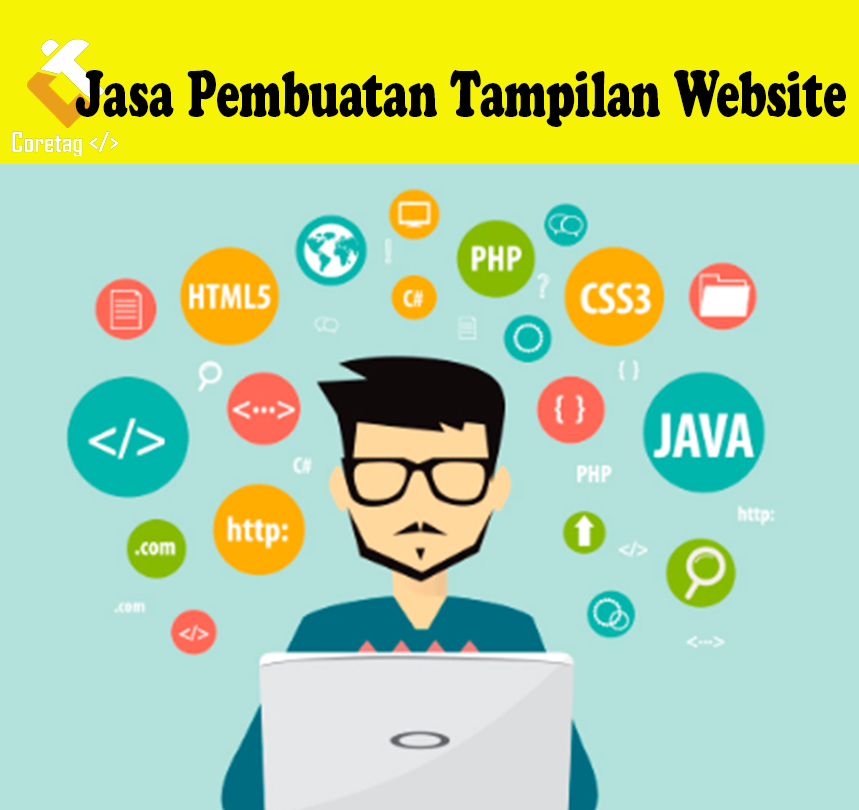 Jasa Pembuatan Tampilan Website
Coretag </>
PHP
HTML5
C#
CSS3
?
{ }
</>
<···>
{ }
JAVA
C#
PHP
http:
http:
.com
</>
.com
</>
<···>